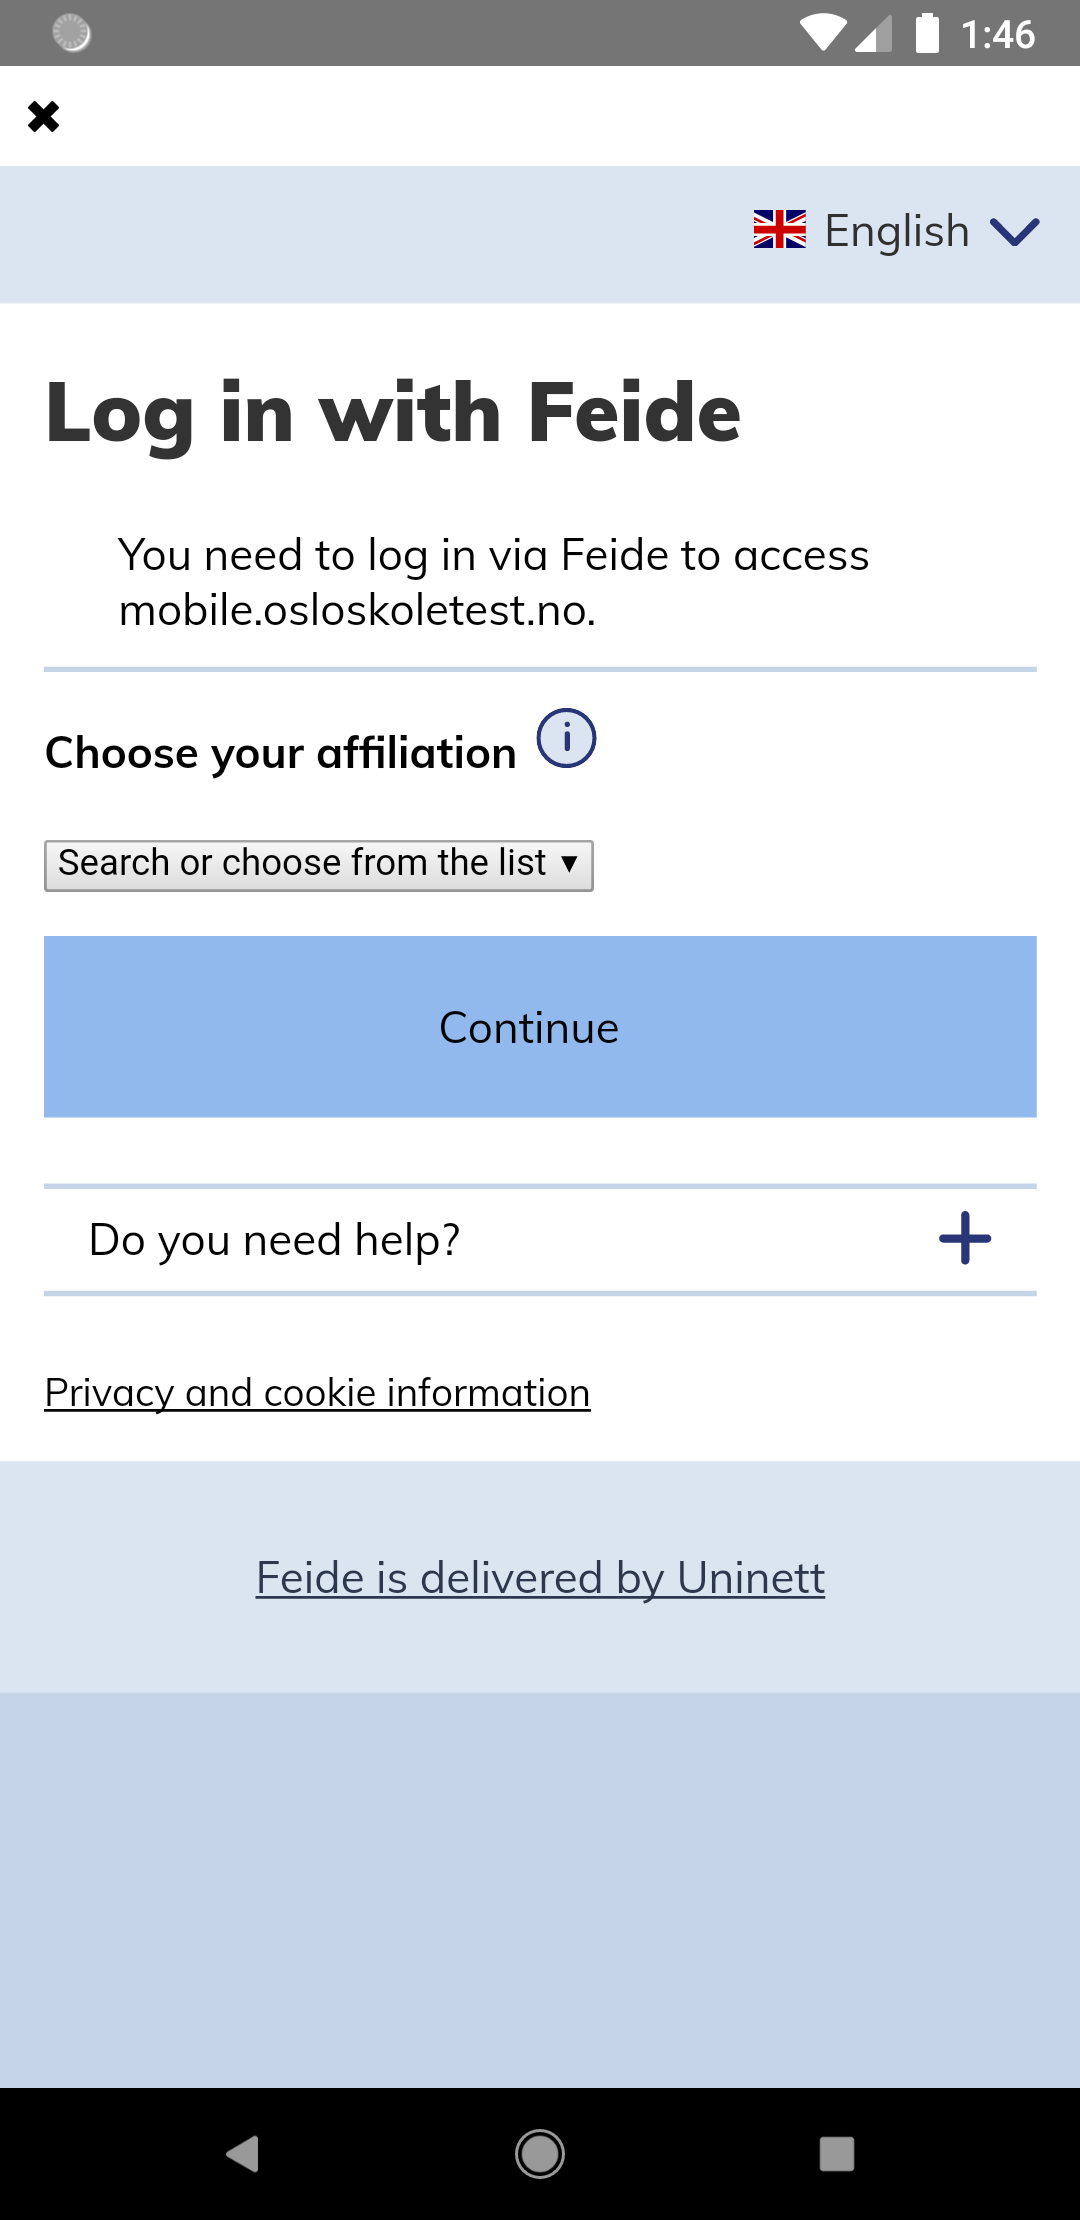 1:46
English
Log in with Feide
You need to log in via Feide to access
mobile.osloskoletest.no.
Choose your affiliation
Search or choose from the list
Continue
Do you need help?
Privacy and cookie information
Feide is delivered by Uninett